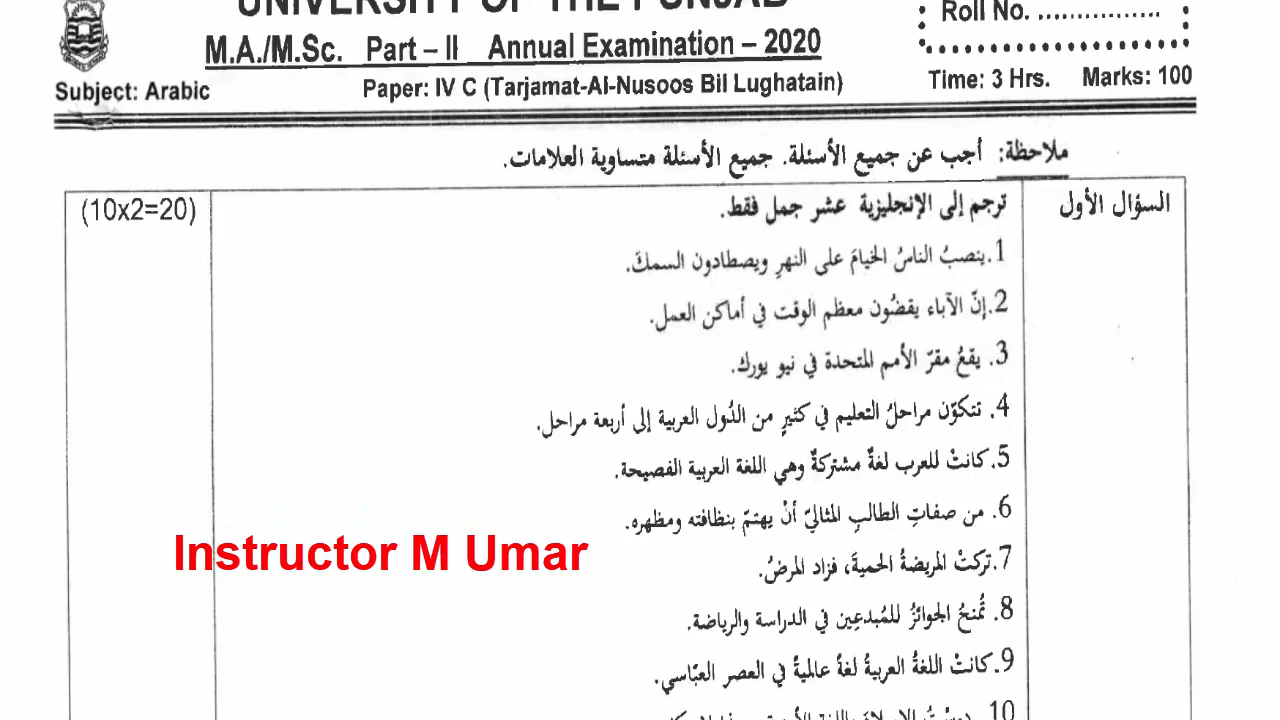 UNIVERSITY OF THE PUNJAB
M.A./M.Sc. Part – II Annual Examination – 2020
Roll No. ................
Subject: Arabic
Paper: IV C (Tarjamat-Al-Nusoos Bil Lughatain)
Time: 3 Hrs. Marks: 100
ملاحظة: أجب عن جميع الأسئلة. جميع الأسئلة متساوية العلامات.
السؤال الأول
ترجم إلى الإنجليزية عشر جمل فقط.
(10x2=20)
1.ينصبُ الناسُ الخيامَ على النهرِ ويصطادون السمكَ.
2.إنّ الآباء يقضُون معظم الوقت في أماكن العمل.
3. يقعُ مقرّ الأمم المتحدة في نيو يورك.
4. تتكوّن مراحلُ التعليم في كثيرٍ من الدُول العربية إلى أربعة مراحل.
5.كانتْ للعرب لغةٌ مشتركةٌ وهي اللغة العربية الفصيحة.
6. من صفاتِ الطالبِ المثاليّ أنْ يهتمّ بنظافته ومظهره.
7.تركتْ المريضةُ الحميةَ، فزاد المرضُ.
8. تُمنحُ الجوائزُ للمُبدعِين في الدراسة والرياضة.
9.كانتْ اللغةُ العربيةُ لغةً عالميةً في العصر العبّاسي.
10.
Instructor M Umar